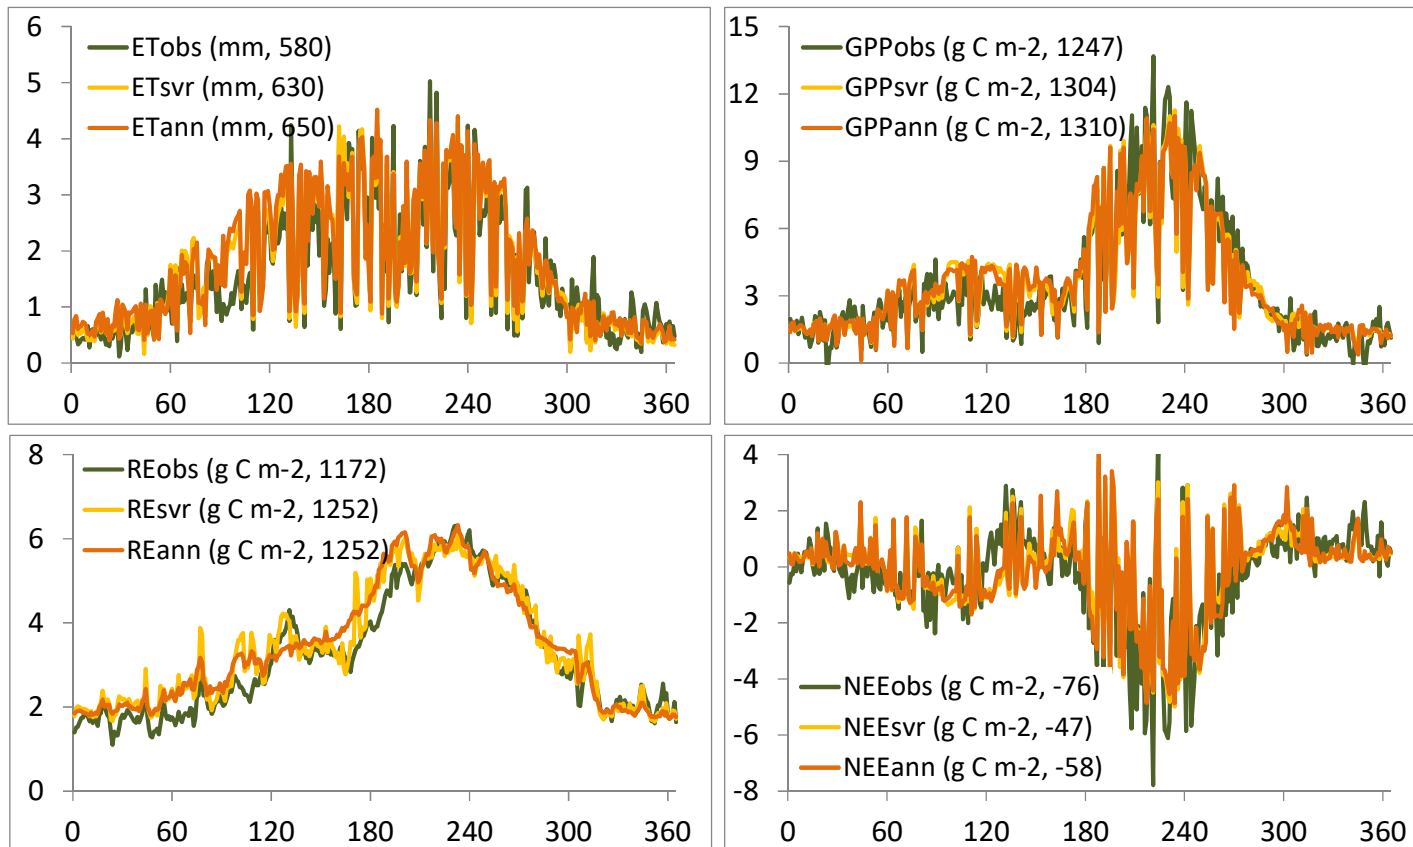 6
5
4
3
2
1
0
ETobs (mm, 580)
ETsvr (mm, 630)
ETann (mm, 650)
0 60 120 180 240 300 360
15
12
9
6
3
0
GPPobs (g C m-2, 1247)
GPPsvr (g C m-2, 1304)
GPPann (g C m-2, 1310)
0 60 120 180 240 300 360
8
6
4
2
0
REobs (g C m-2, 1172)
REsvr (g C m-2, 1252)
REann (g C m-2, 1252)
0 60 120 180 240 300 360
4
2
0
-2
-4
-6
-8
NEEobs (g C m-2, -76)
NEEsvr (g C m-2, -47)
NEEann (g C m-2, -58)
0 60 120 180 240 300 360